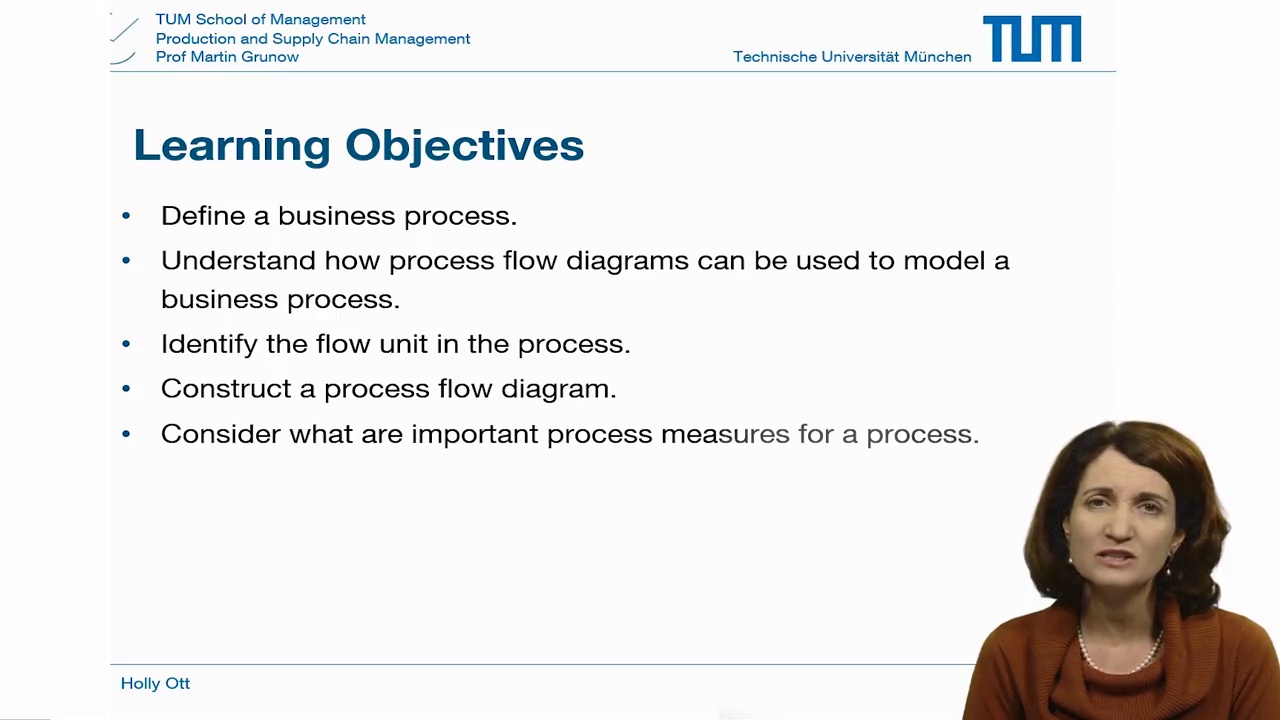 TUM School of Management
Production and Supply Chain Management
Prof Martin Grunow
Technische Universität München
TUM
Learning Objectives
• Define a business process.
• Understand how process flow diagrams can be used to model a
business process.
• Identify the flow unit in the process.
• Construct a process flow diagram.
• Consider what are important process measures for a process.
Holly Ott